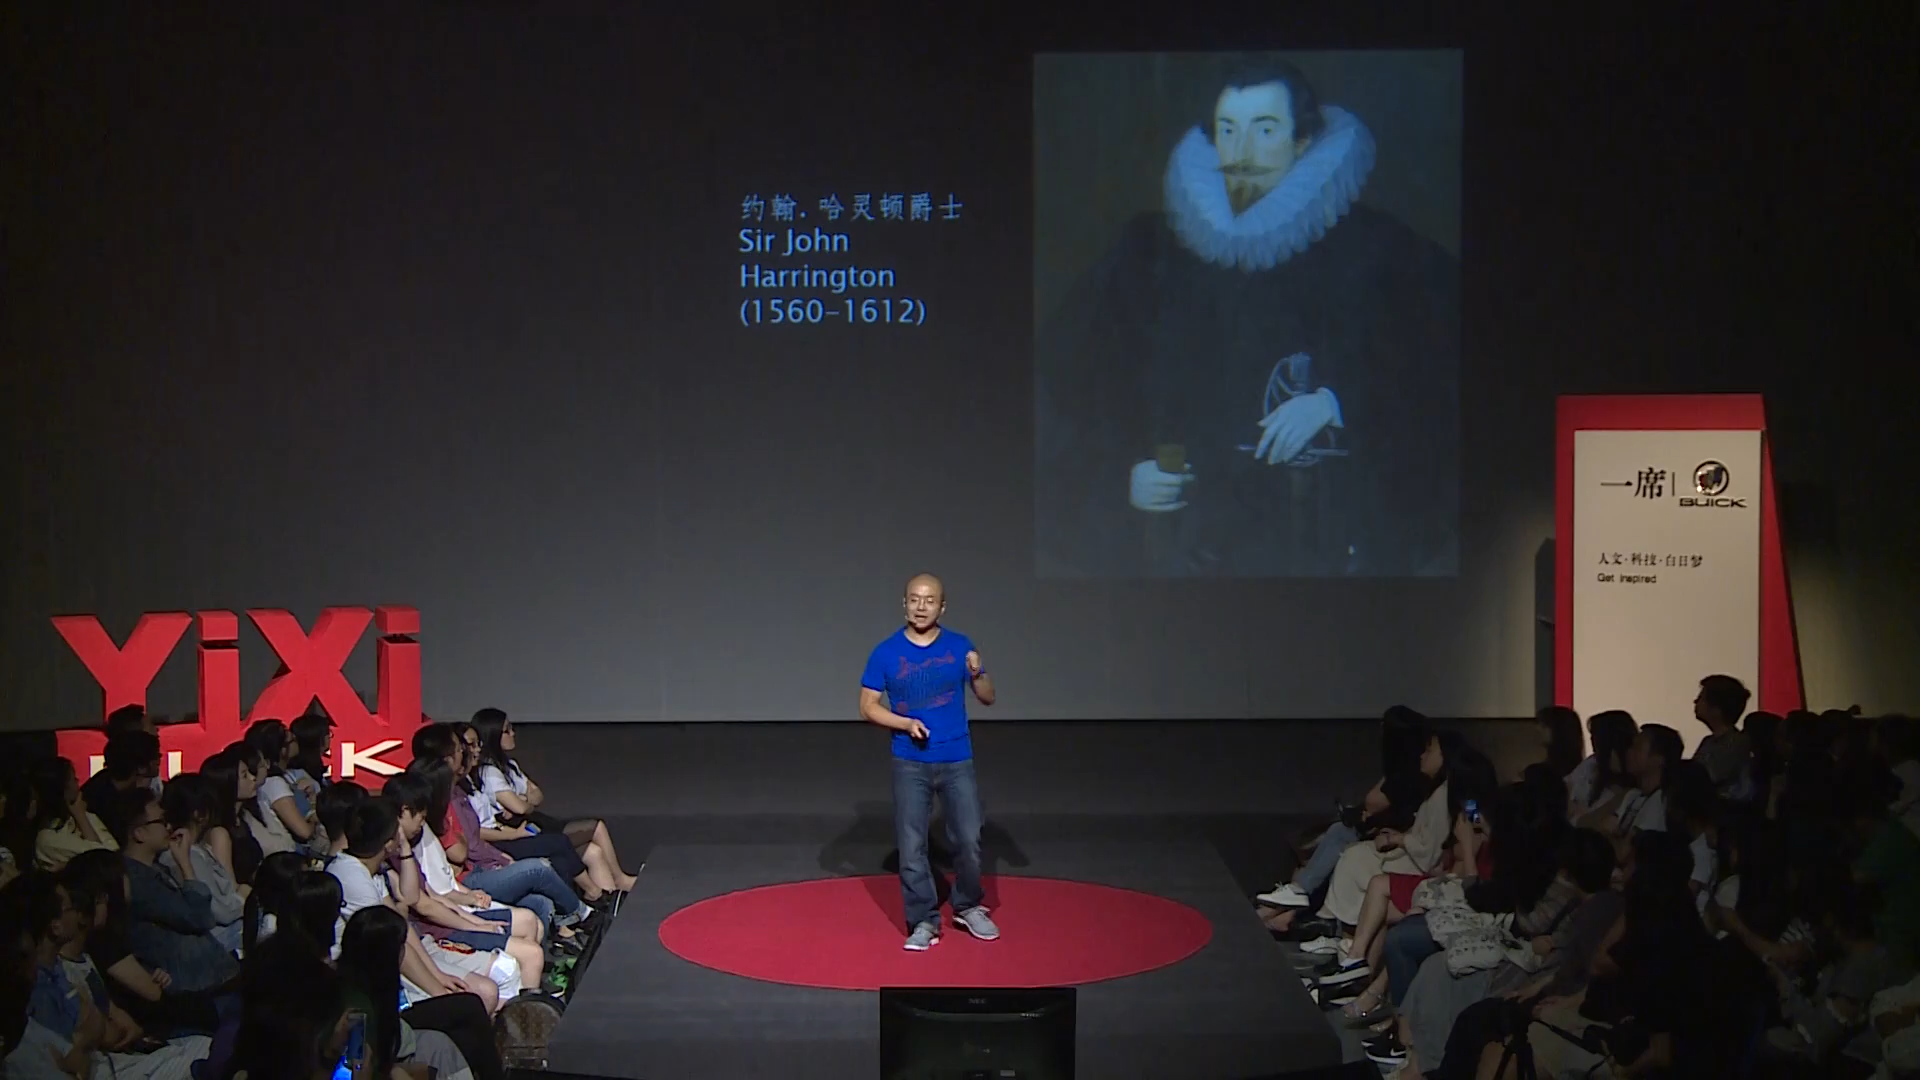 约翰.哈灵顿爵士
Sir John
Harrington
(1560-1612)
一席|
BUICK
人文·科技·白日梦
Get Inspired
YiXi
NEC